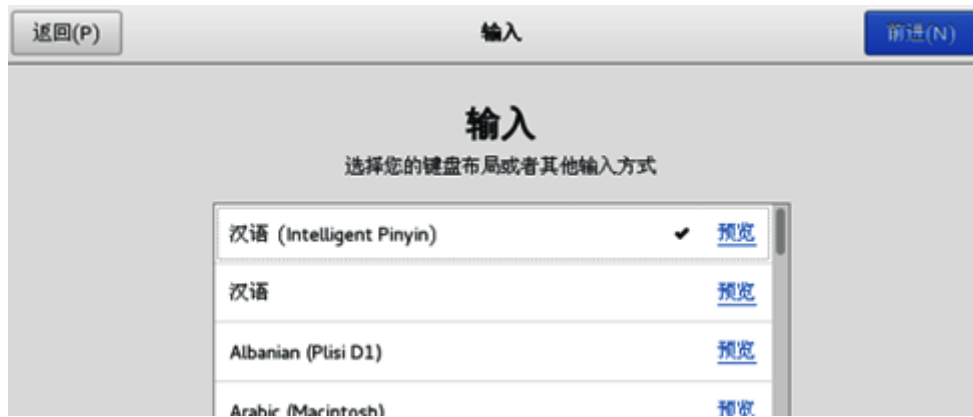 返回(P) 输入 前进(N)
输入
选择您的键盘布局或者其他输入方式
汉语 (Intelligent Pinyin) ✔ 预览
汉语 预览
Albanian (Plisi D1) 预览
Arabic (Macintosh) 预览